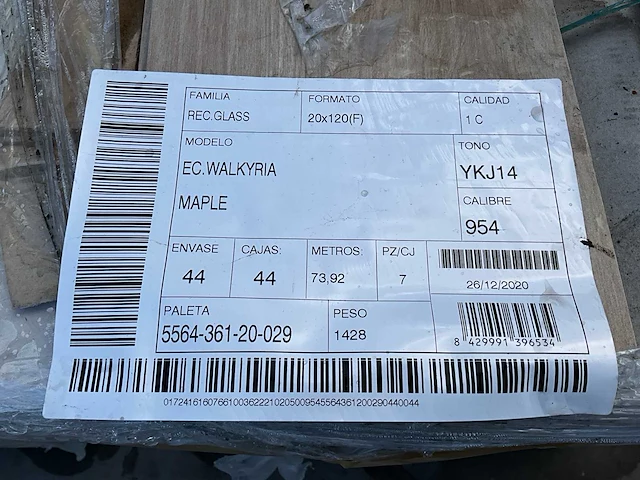 FAMILIA FORMATO CALIDAD
REC.GLASS 20x120(F) 1 C
MODELO TONO
EC.WALKYRIA YKJ14
MAPLE CALIBRE
954
ENVASE CAJAS: METROS: PZ/CJ
44 44 73,92 7
26/12/2020
PALETA PESO
5564-361-20-029 1428
8 429991 396534
01724161607661003622210205009545564361200290440044